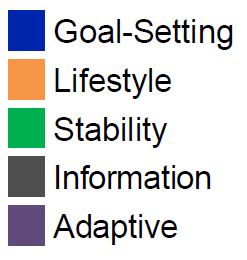 Goal-Setting
Lifestyle
Stability
Information
Adaptive